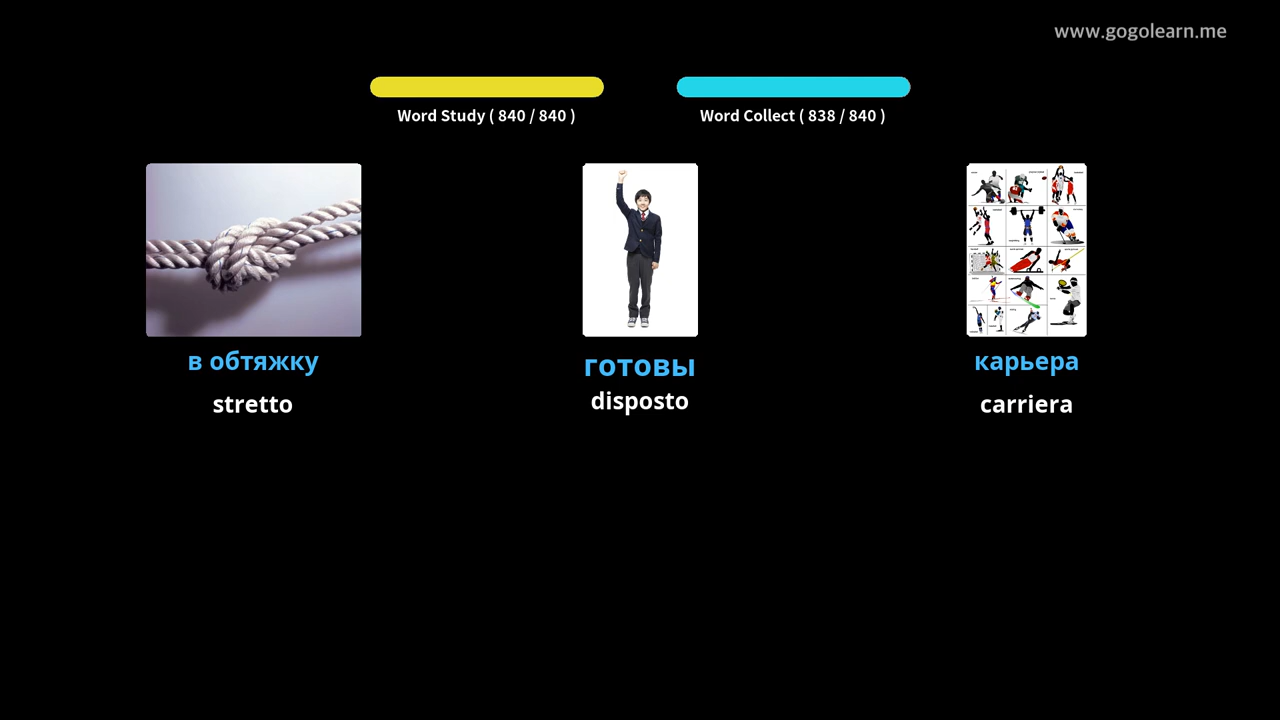 www.gogolearn.me
Word Study ( 840 / 840 )
Word Collect ( 838 / 840 )
в обтяжку
готовы
карьера
stretto
disposto
carriera